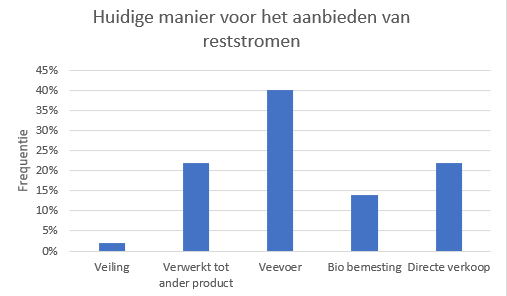 Huidige manier voor het aanbieden van
reststromen
45%
40%
35%
30%
25%
20%
15%
10%
5%
0%
Frequentie
Veiling
Verwerkt tot
ander product
Veevoer
Bio bemesting
Directe verkoop